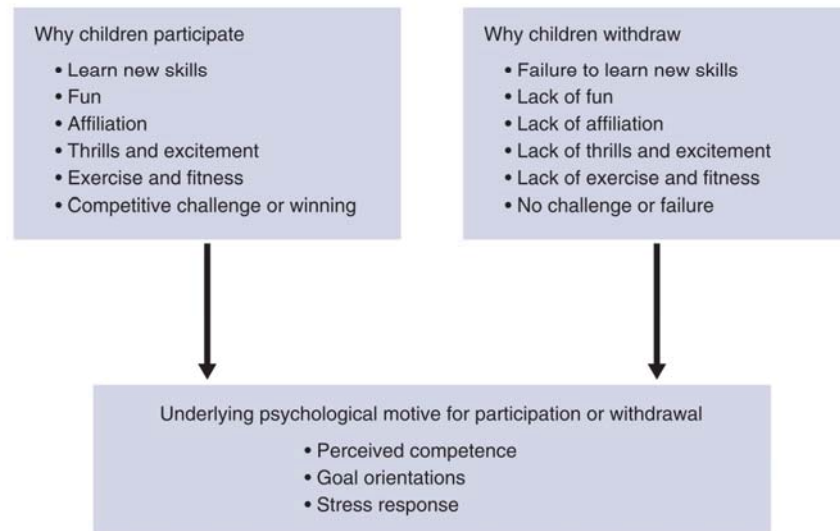 Why children participate
• Learn new skills
• Fun
• Affiliation
• Thrills and excitement
• Exercise and fitness
• Competitive challenge or winning
Why children withdraw
• Failure to learn new skills
• Lack of fun
• Lack of affiliation
• Lack of thrills and excitement
• Lack of exercise and fitness
• No challenge or failure
Underlying psychological motive for participation or withdrawal
• Perceived competence
• Goal orientations
• Stress response